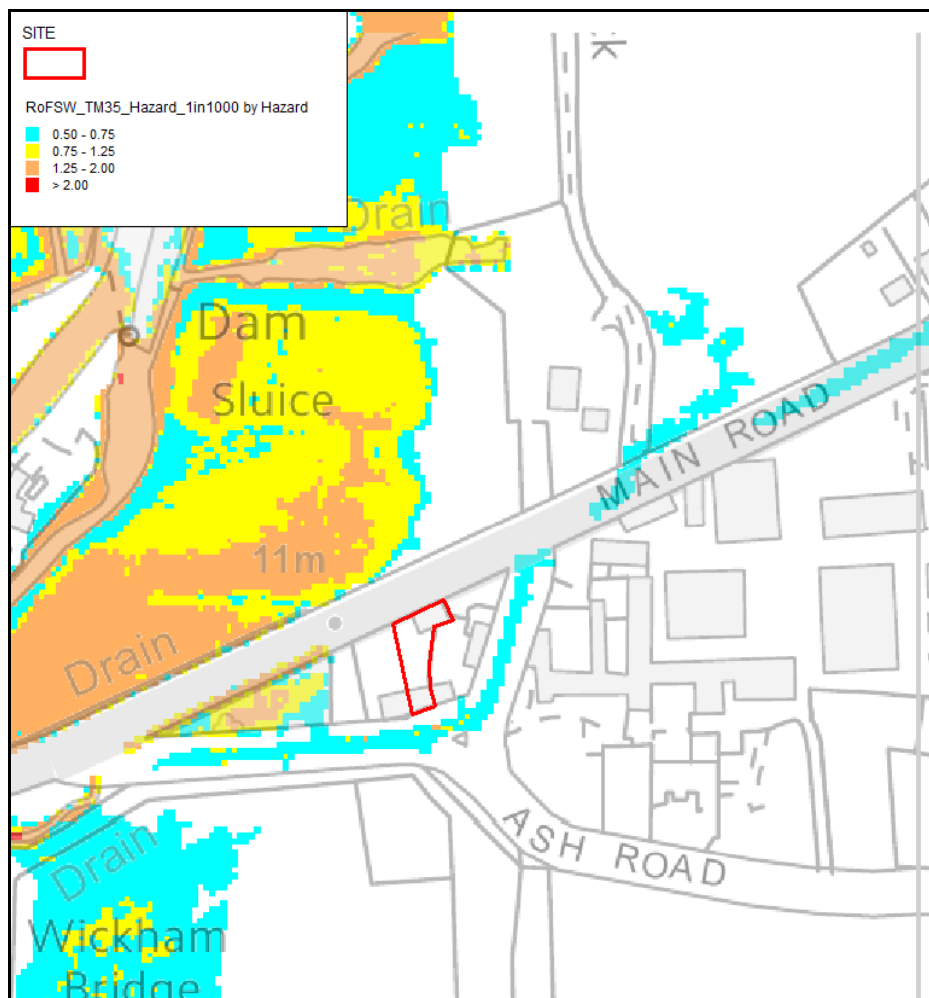 SITE
RoFSW_TM35_Hazard_1in1000 by Hazard
0.50 - 0.75
0.75 - 1.25
1.25 - 2.00
> 2.00
Drain
Dam
Sluice
MAIN ROAD
11m
Drain
ASH ROAD
Drain
Wickham
Bridge